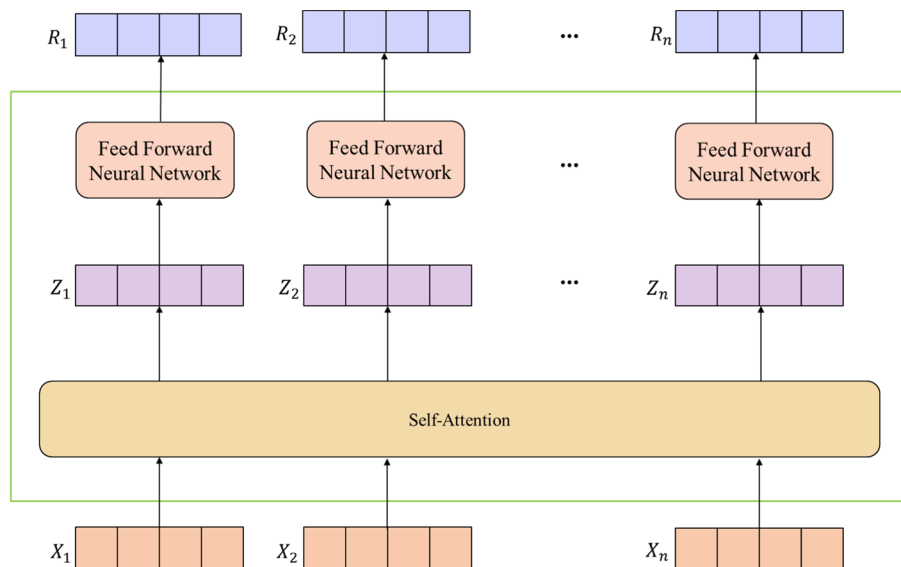 R₁ R₂ ... Rₙ
Feed Forward
Neural Network
Feed Forward
Neural Network
...
Feed Forward
Neural Network
Z₁ Z₂ ... Zₙ
Self-Attention
X₁ X₂ Xₙ